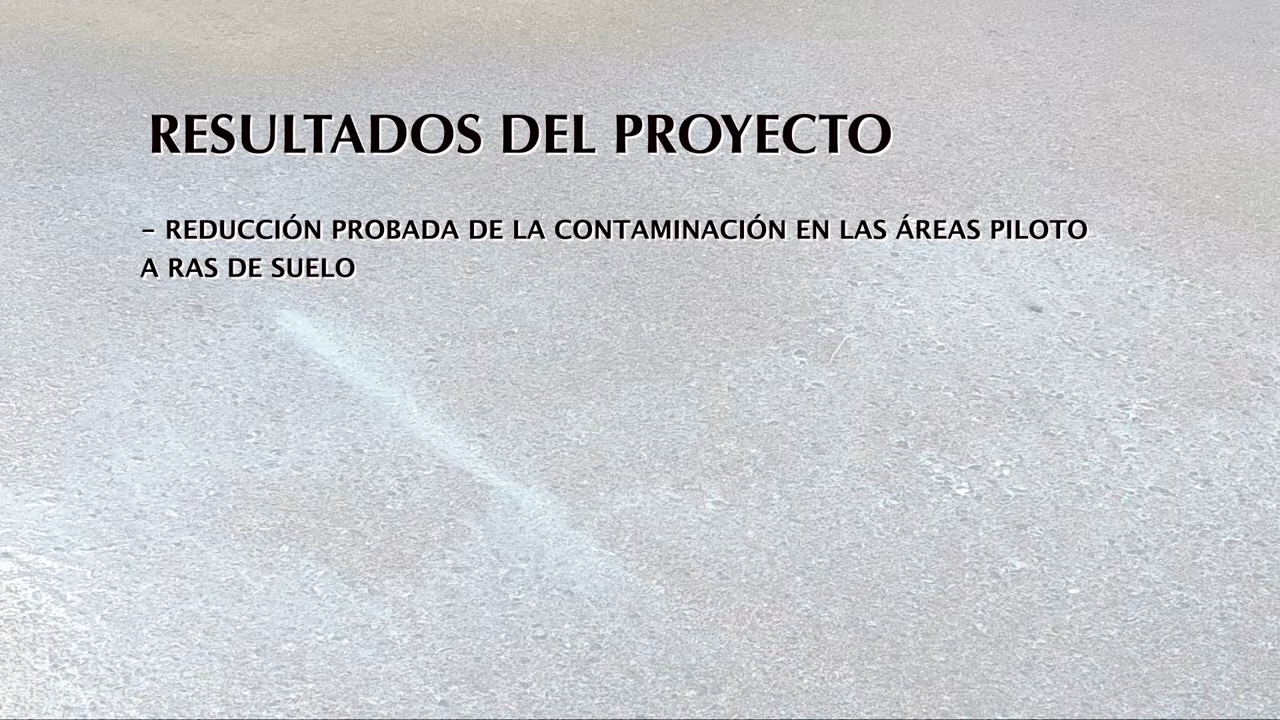 RESULTADOS DEL PROYECTO
- REDUCCIÓN PROBADA DE LA CONTAMINACIÓN EN LAS ÁREAS PILOTO
A RAS DE SUELO